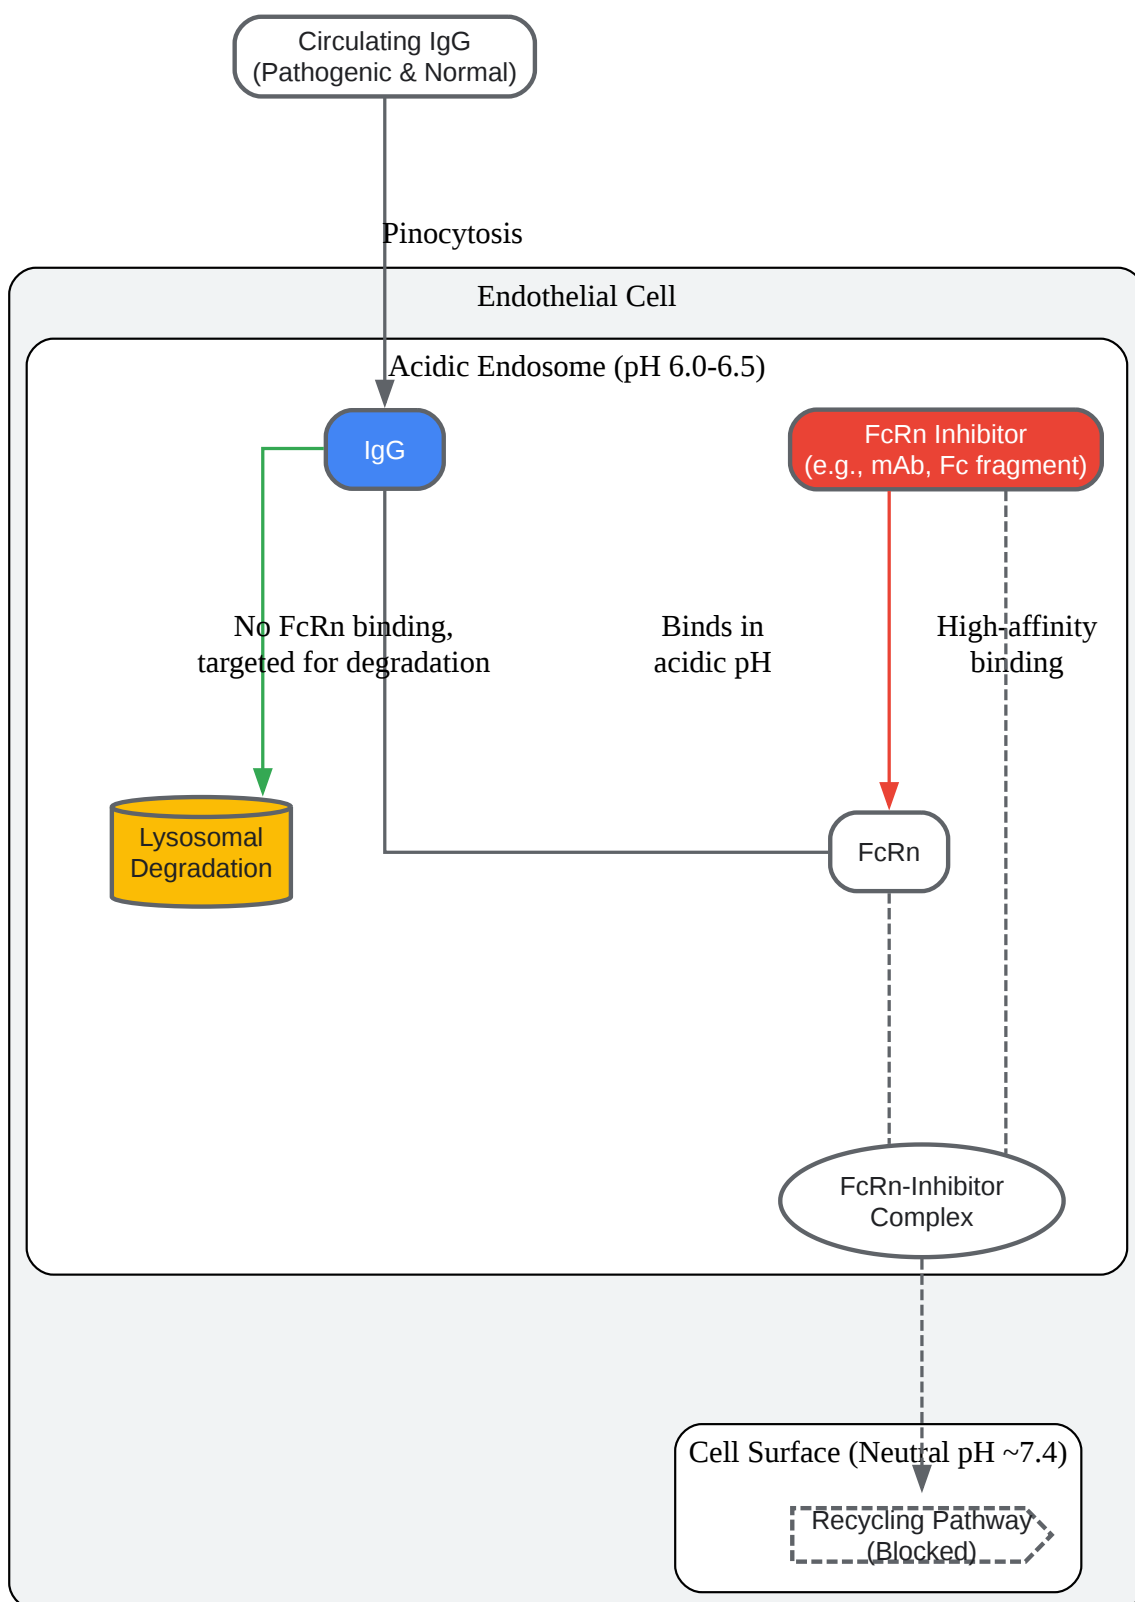 Circulating IgG
(Pathogenic & Normal)
Pinocytosis
Endothelial Cell
Acidic Endosome (pH 6.0-6.5)
IgG
FcRn Inhibitor
(e.g., mAb, Fc fragment)
No FcRn binding,
targeted for degradation
Binds in
acidic pH
High-affinity
binding
Lysosomal
Degradation
FcRn
FcRn-Inhibitor
Complex
Cell Surface (Neutral pH ~7.4)
Recycling Pathway
(Blocked)